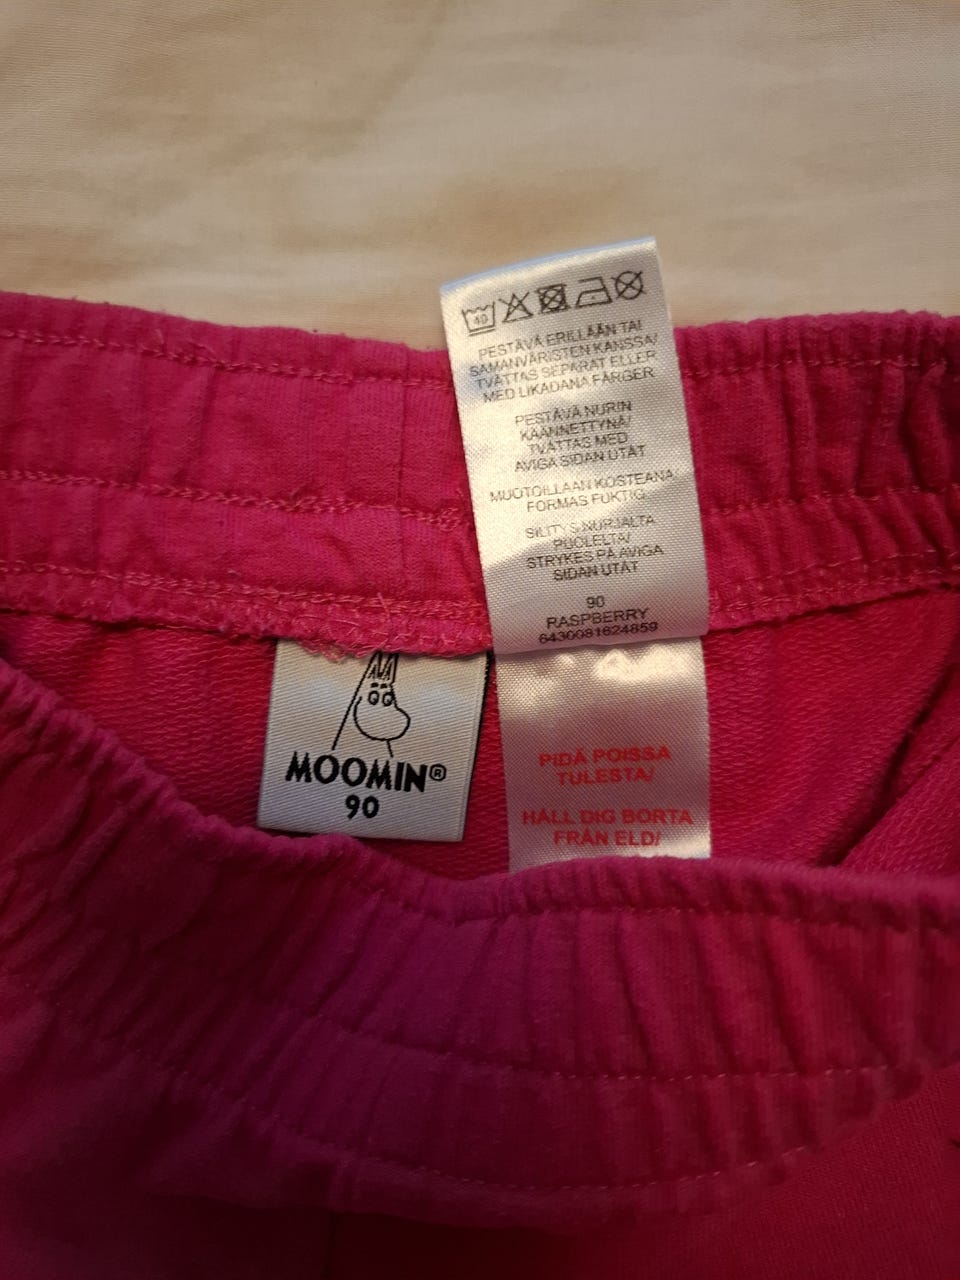 40
PESTÄVÄ ERILLÄÄN TAI
SAMANVÄRISTEN KANSSA/
TVÄTTAS SEPARAT ELLER
MED LIKADANA FÄRGER
PESTÄVÄ NURIN
KÄÄNNETTYNÄ/
TVÄTTAS MED
AVIGA SIDAN UTÅT
MUOTOILLAAN KOSTEANA
FORMAS FUKTIG
SILITYS NURJALTA
PUOLELTA/
STRYKES PÅ AVIGA
SIDAN UTÅT
90
RASPBERRY
6430081624859
MOOMIN®
90
PIDÄ POISSA
TULESTA/
HÅLL DIG BORTA
FRÅN ELD/